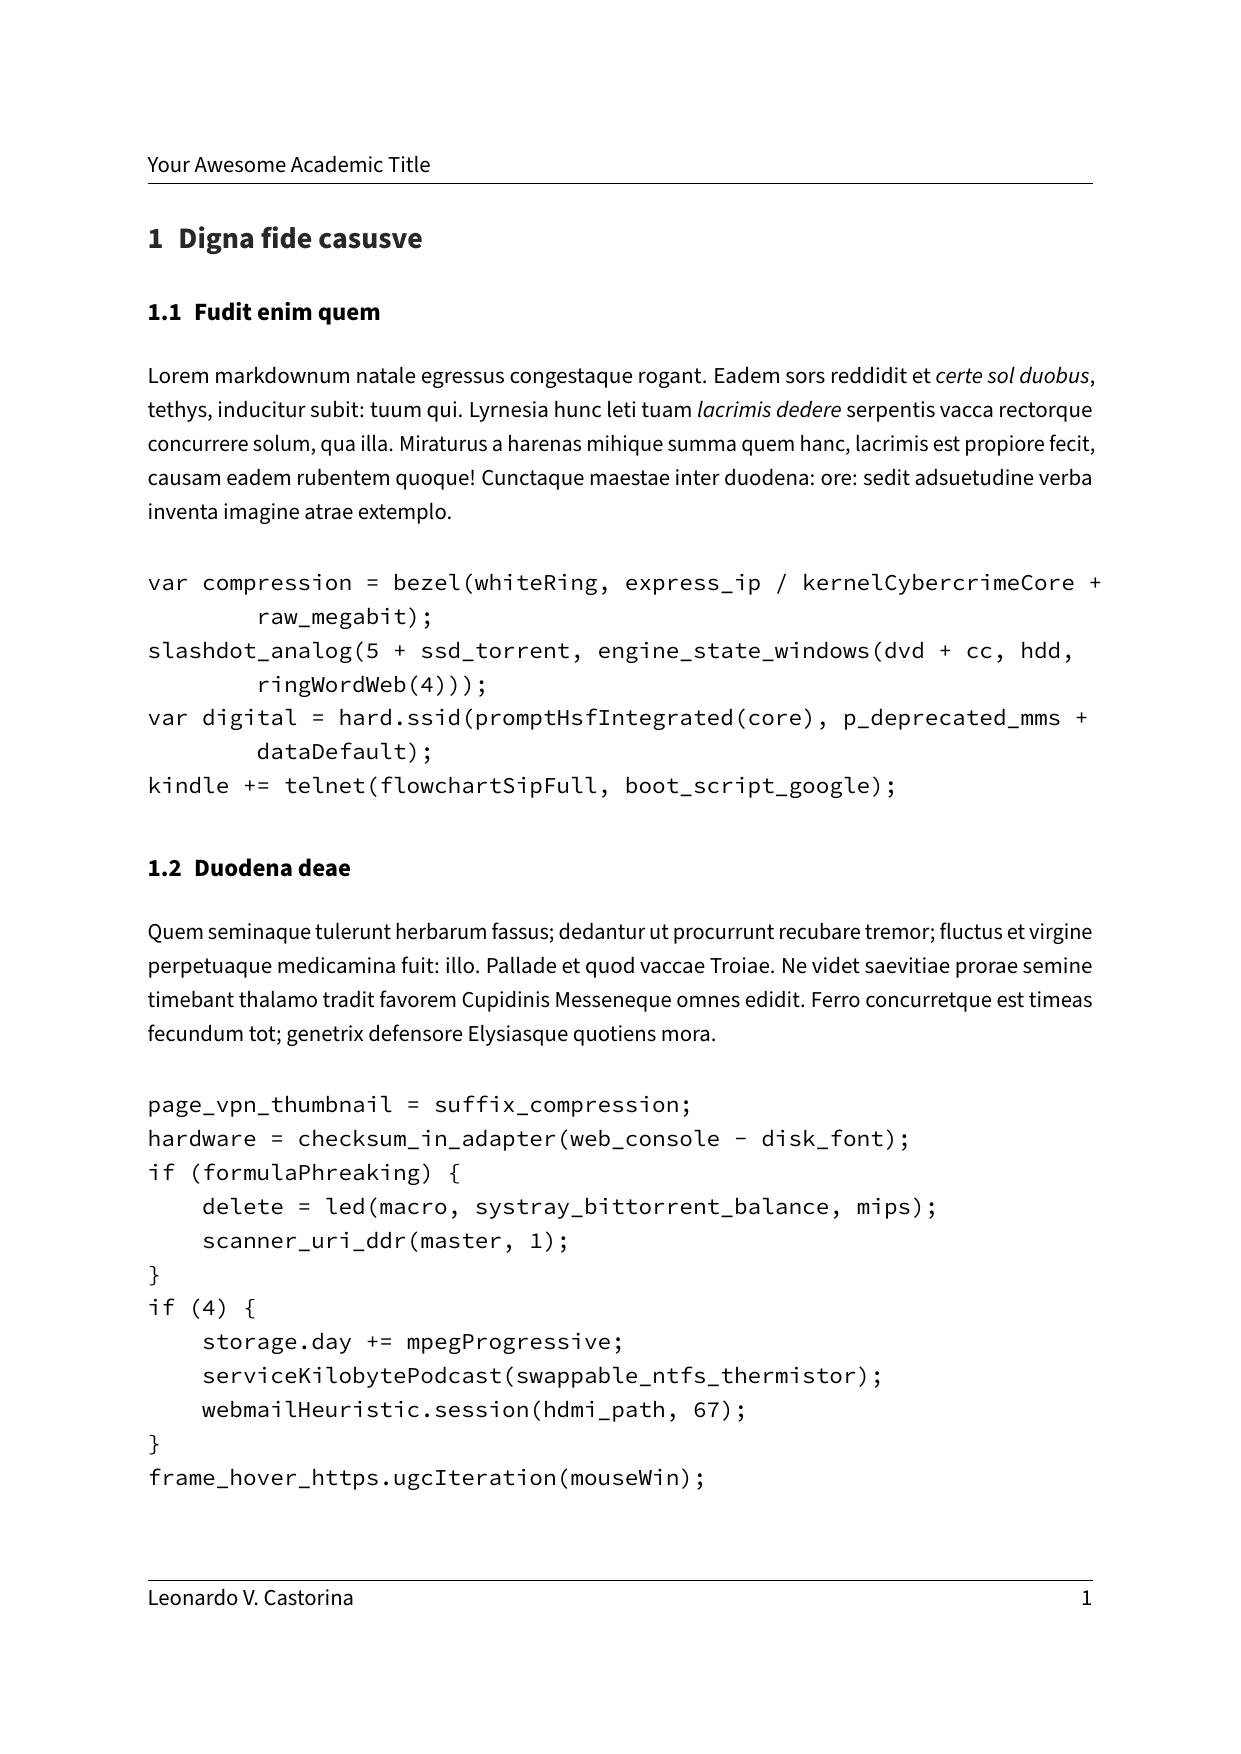 Your Awesome Academic Title
1 Digna fide casusve
1.1 Fudit enim quem
Lorem markdownum natale egressus congestaque rogant. Eadem sors reddidit et certe sol duobus,
tethys, inducitur subit: tuum qui. Lyrnesia hunc leti tuam lacrimis dedere serpentis vacca rectorque
concurrere solum, qua illa. Miraturus a harenas mihique summa quem hanc, lacrimis est propiore fecit,
causam eadem rubentem quoque! Cunctaque maestae inter duodena: ore: sedit adsuetudine verba
inventa imagine atrae extemplo.
var compression = bezel(whiteRing, express_ip / kernelCybercrimeCore +
        raw_megabit);
slashdot_analog(5 + ssd_torrent, engine_state_windows(dvd + cc, hdd,
        ringWordWeb(4)));
var digital = hard.ssid(promptHsfIntegrated(core), p_deprecated_mms +
        dataDefault);
kindle += telnet(flowchartSipFull, boot_script_google);
1.2 Duodena deae
Quem seminaque tulerunt herbarum fassus; dedantur ut procurrunt recubare tremor; fluctus et virgine
perpetuaque medicamina fuit: illo. Pallade et quod vaccae Troiae. Ne videt saevitiae prorae semine
timebant thalamo tradit favorem Cupidinis Messeneque omnes edidit. Ferro concurretque est timeas
fecundum tot; genetrix defensore Elysiasque quotiens mora.
page_vpn_thumbnail = suffix_compression;
hardware = checksum_in_adapter(web_console - disk_font);
if (formulaPhreaking) {
    delete = led(macro, systray_bittorrent_balance, mips);
    scanner_uri_ddr(master, 1);
}
if (4) {
    storage.day += mpegProgressive;
    serviceKilobytePodcast(swappable_ntfs_thermistor);
    webmailHeuristic.session(hdmi_path, 67);
}
frame_hover_https.ugcIteration(mouseWin);
Leonardo V. Castorina 1